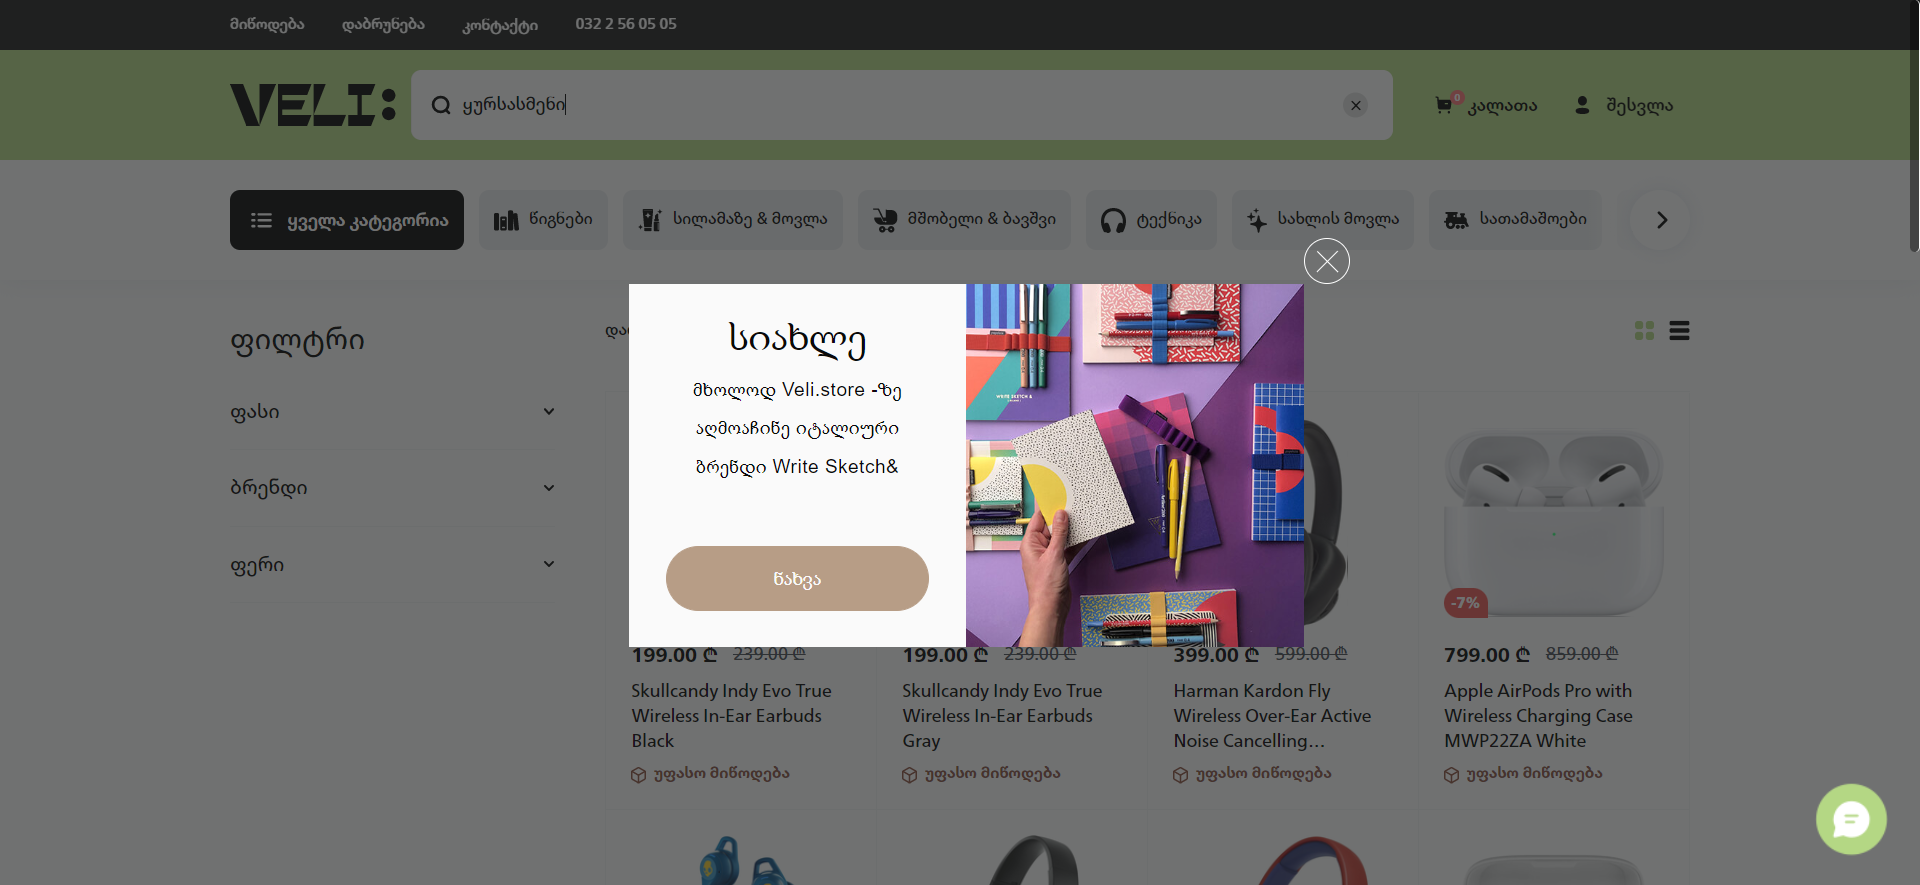 მიწოდება დაბრუნება კონტაქტი 032 2 56 05 05
VELI:
ყურსასმენი
0 კალათა შესვლა
ყველა კატეგორია წიგნები სილამაზე & მოვლა მშობელი & ბავშვი ტექნიკა სახლის მოვლა სათამაშოები
ფილტრი
ფასი
ბრენდი
ფერი
სიახლე
მხოლოდ Veli.store -ზე
აღმოაჩინე იტალიური
ბრენდი Write Sketch&
ნახვა
WRITE SKETCH &
-7%
199.00 ₾ 239.00 ₾
Skullcandy Indy Evo True
Wireless In-Ear Earbuds
Black
უფასო მიწოდება
199.00 ₾ 239.00 ₾
Skullcandy Indy Evo True
Wireless In-Ear Earbuds
Gray
უფასო მიწოდება
399.00 ₾ 599.00 ₾
Harman Kardon Fly
Wireless Over-Ear Active
Noise Cancelling...
უფასო მიწოდება
799.00 ₾ 859.00 ₾
Apple AirPods Pro with
Wireless Charging Case
MWP22ZA White
უფასო მიწოდება